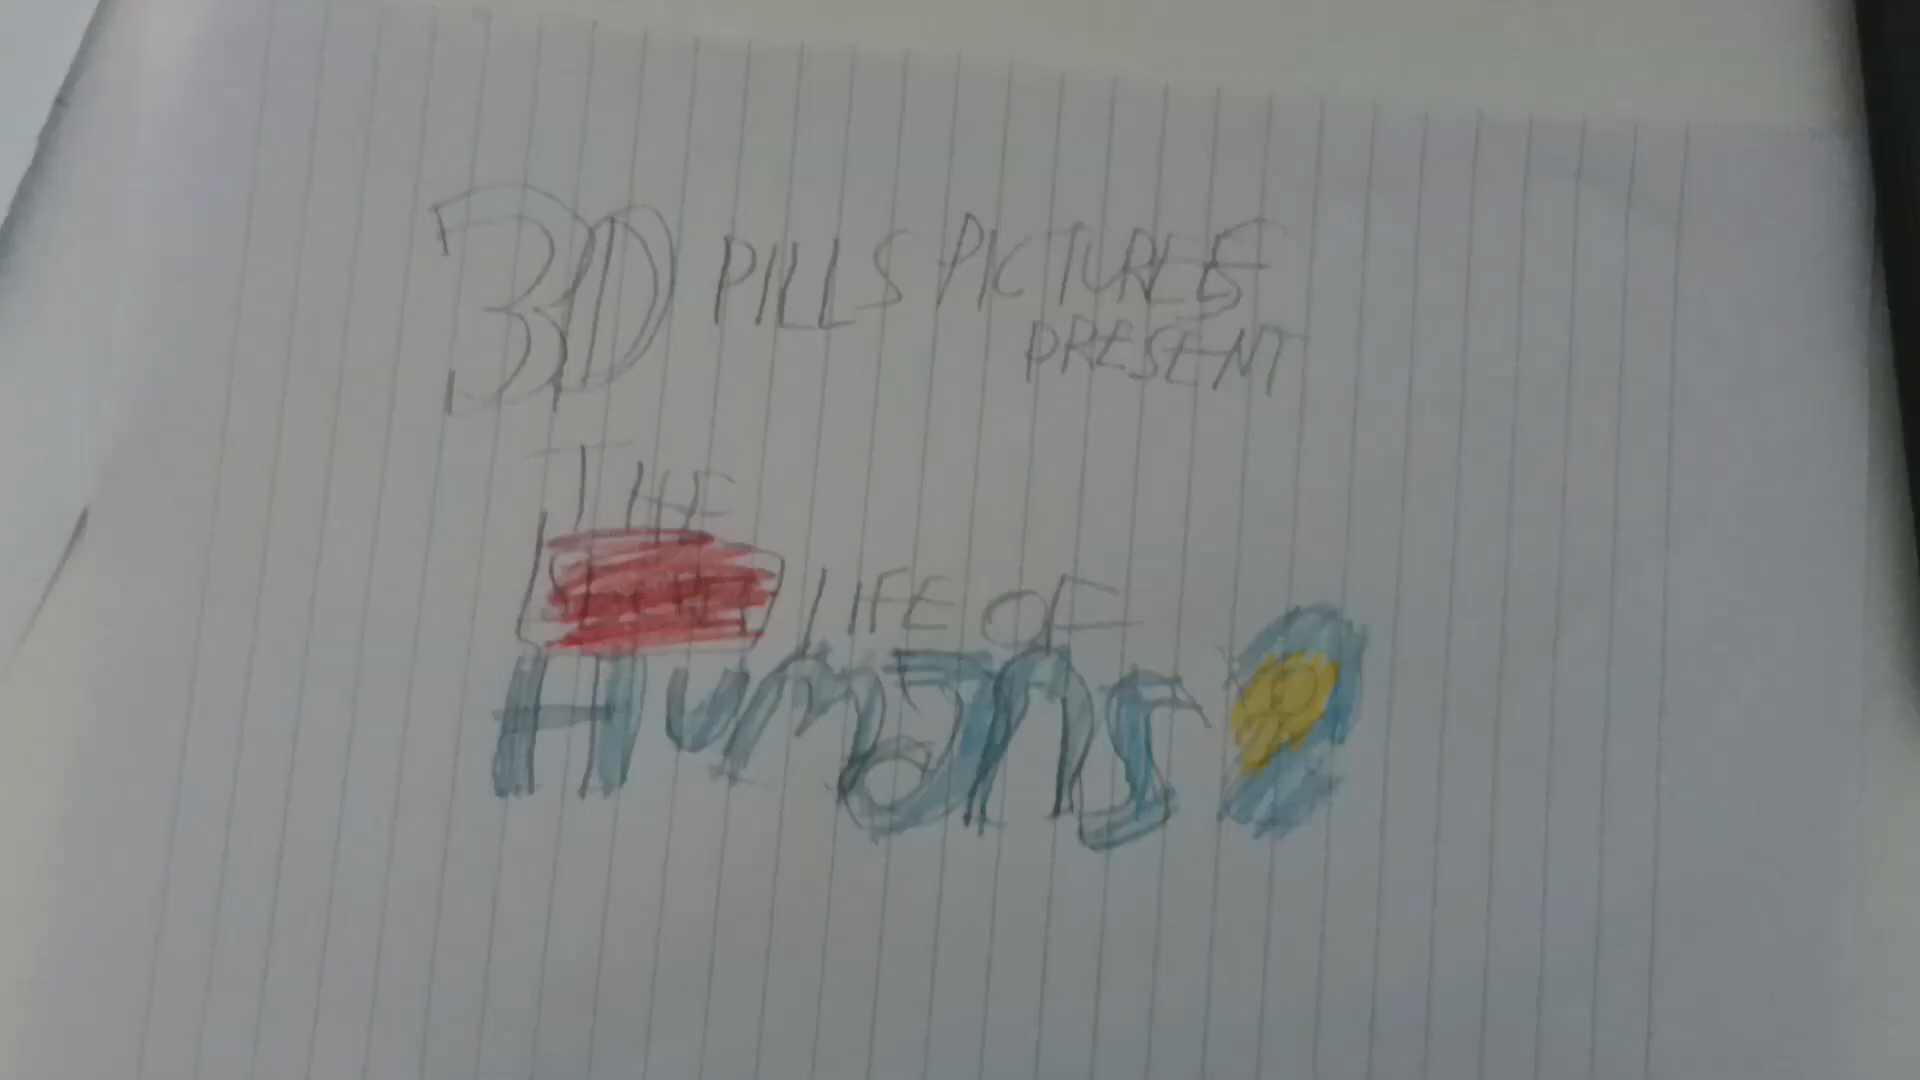 3D PILLS PICTURES
PRESENT
THE
LIFE OF
Humans